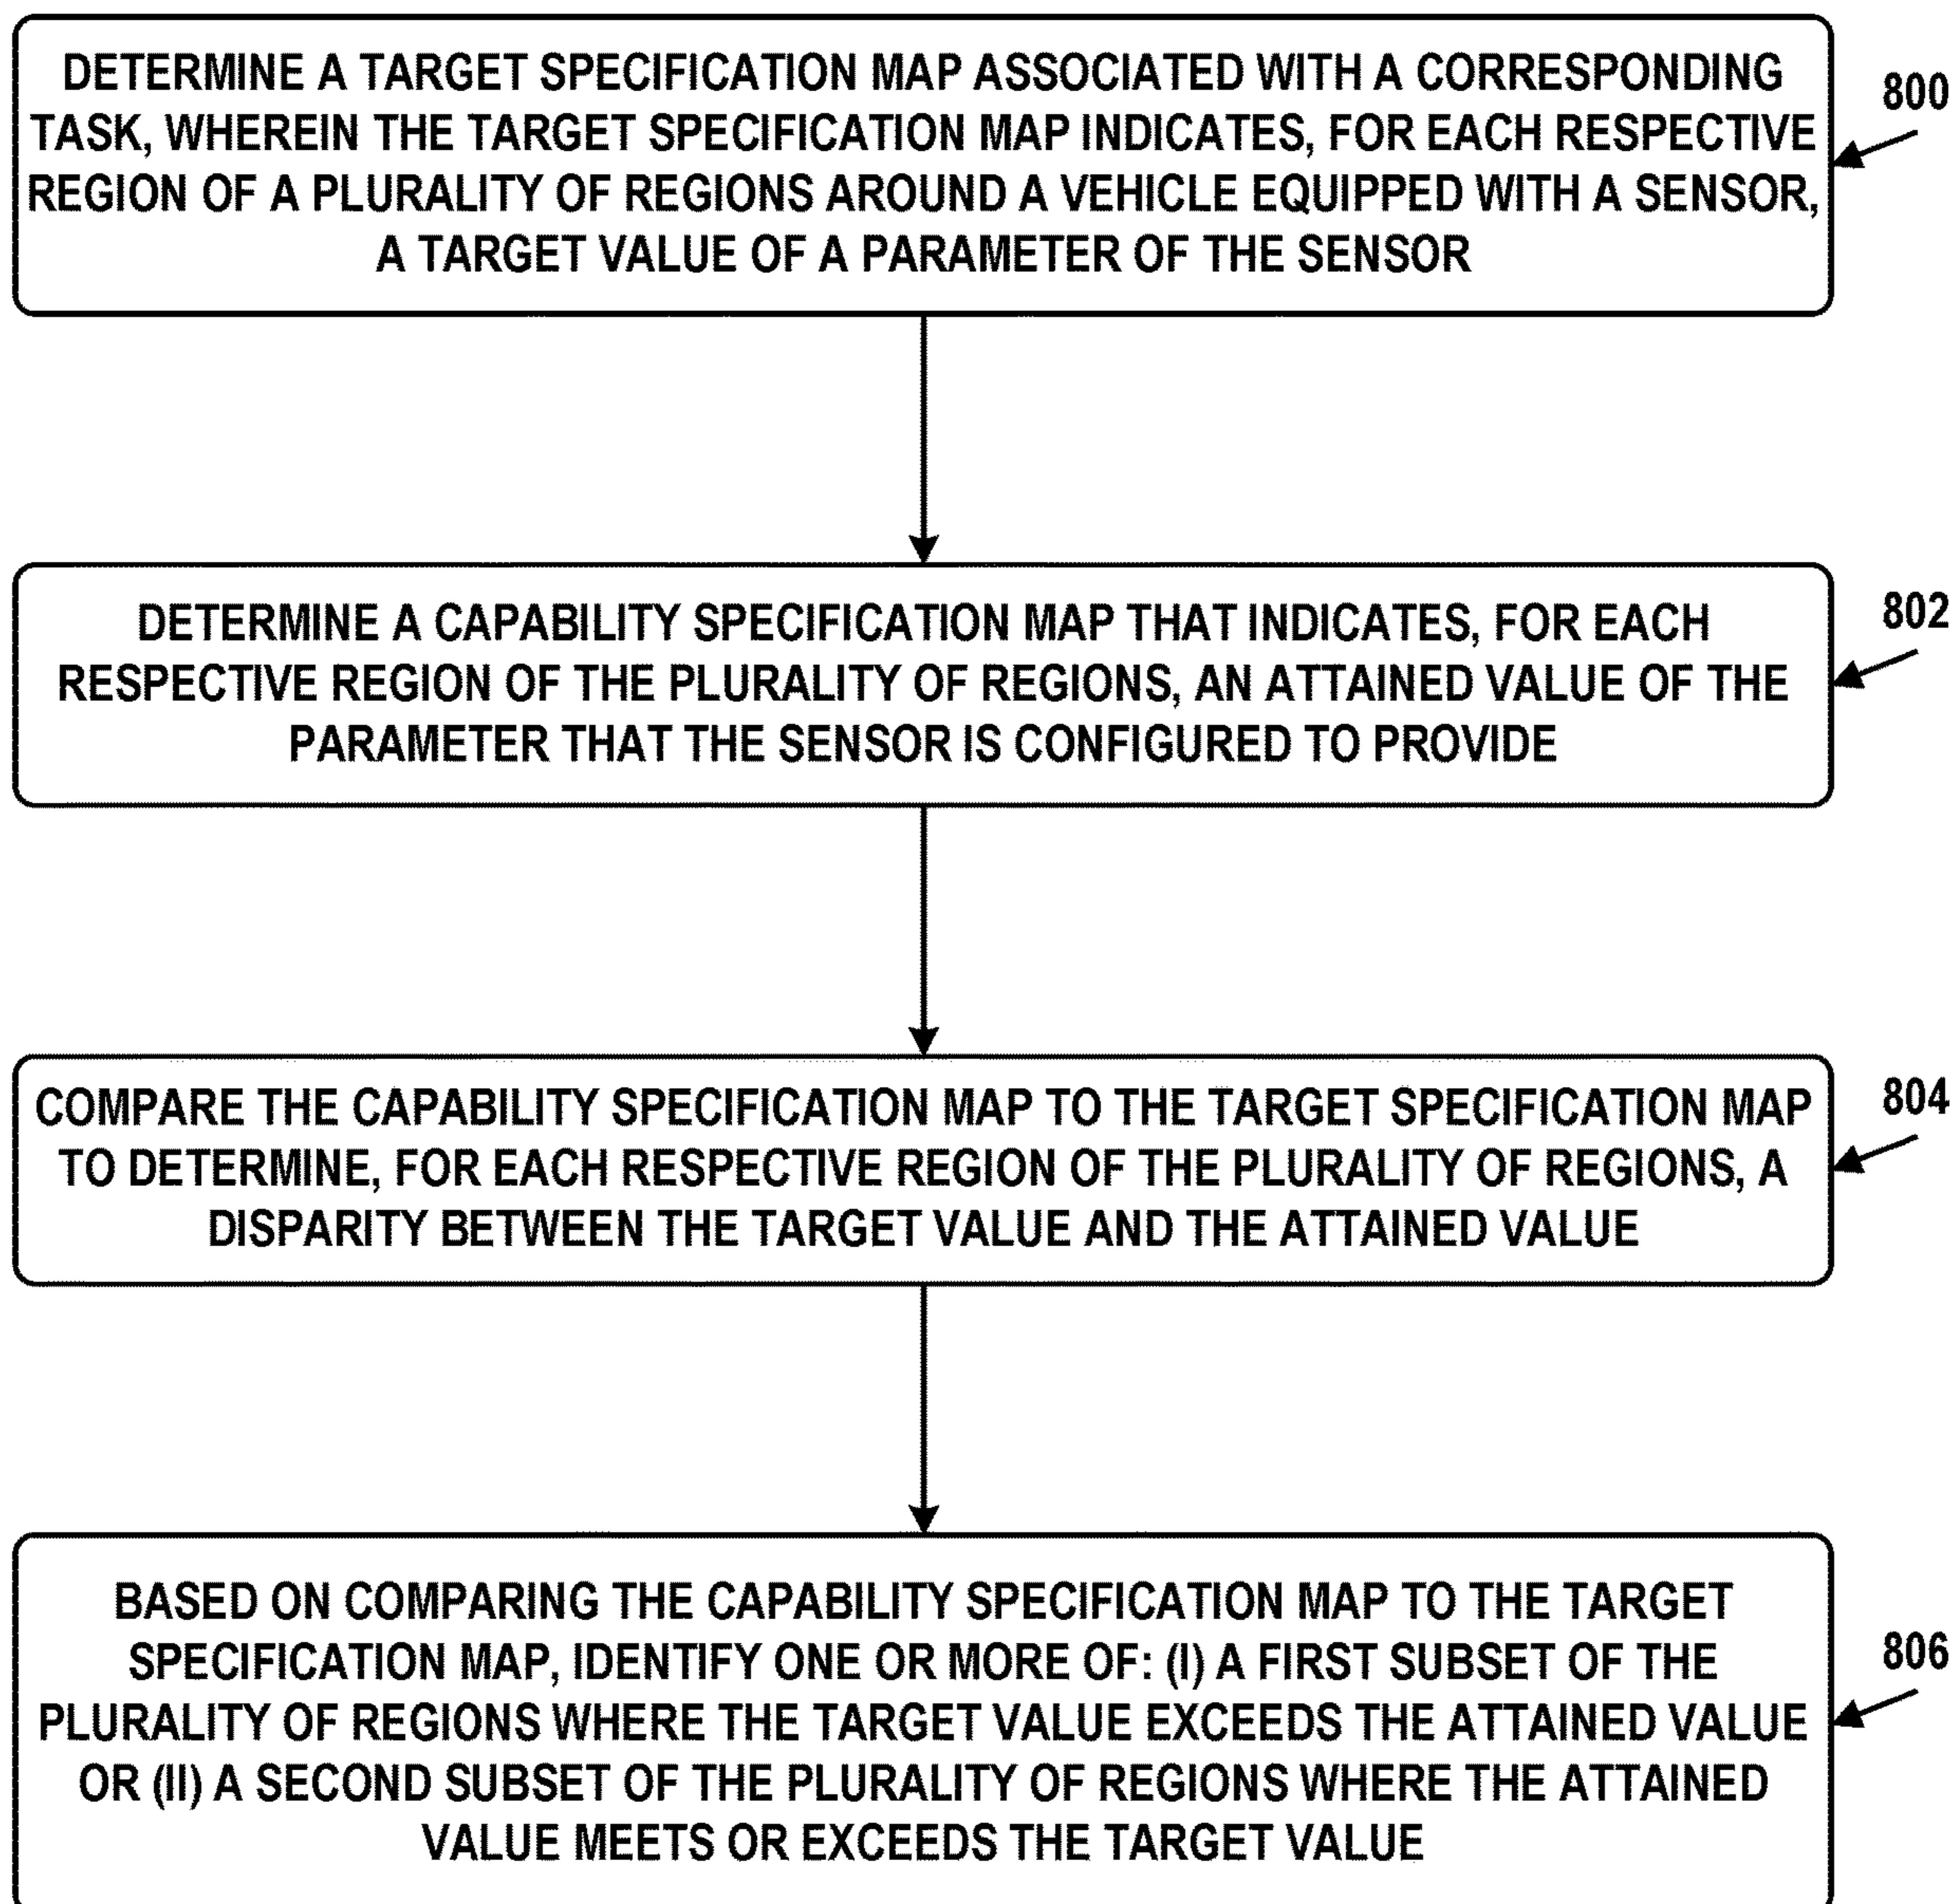 DETERMINE A TARGET SPECIFICATION MAP ASSOCIATED WITH A CORRESPONDING
TASK, WHEREIN THE TARGET SPECIFICATION MAP INDICATES, FOR EACH RESPECTIVE
REGION OF A PLURALITY OF REGIONS AROUND A VEHICLE EQUIPPED WITH A SENSOR,
A TARGET VALUE OF A PARAMETER OF THE SENSOR
800
DETERMINE A CAPABILITY SPECIFICATION MAP THAT INDICATES, FOR EACH
RESPECTIVE REGION OF THE PLURALITY OF REGIONS, AN ATTAINED VALUE OF THE
PARAMETER THAT THE SENSOR IS CONFIGURED TO PROVIDE
802
COMPARE THE CAPABILITY SPECIFICATION MAP TO THE TARGET SPECIFICATION MAP
TO DETERMINE, FOR EACH RESPECTIVE REGION OF THE PLURALITY OF REGIONS, A
DISPARITY BETWEEN THE TARGET VALUE AND THE ATTAINED VALUE
804
BASED ON COMPARING THE CAPABILITY SPECIFICATION MAP TO THE TARGET
SPECIFICATION MAP, IDENTIFY ONE OR MORE OF: (I) A FIRST SUBSET OF THE
PLURALITY OF REGIONS WHERE THE TARGET VALUE EXCEEDS THE ATTAINED VALUE
OR (II) A SECOND SUBSET OF THE PLURALITY OF REGIONS WHERE THE ATTAINED
VALUE MEETS OR EXCEEDS THE TARGET VALUE
806